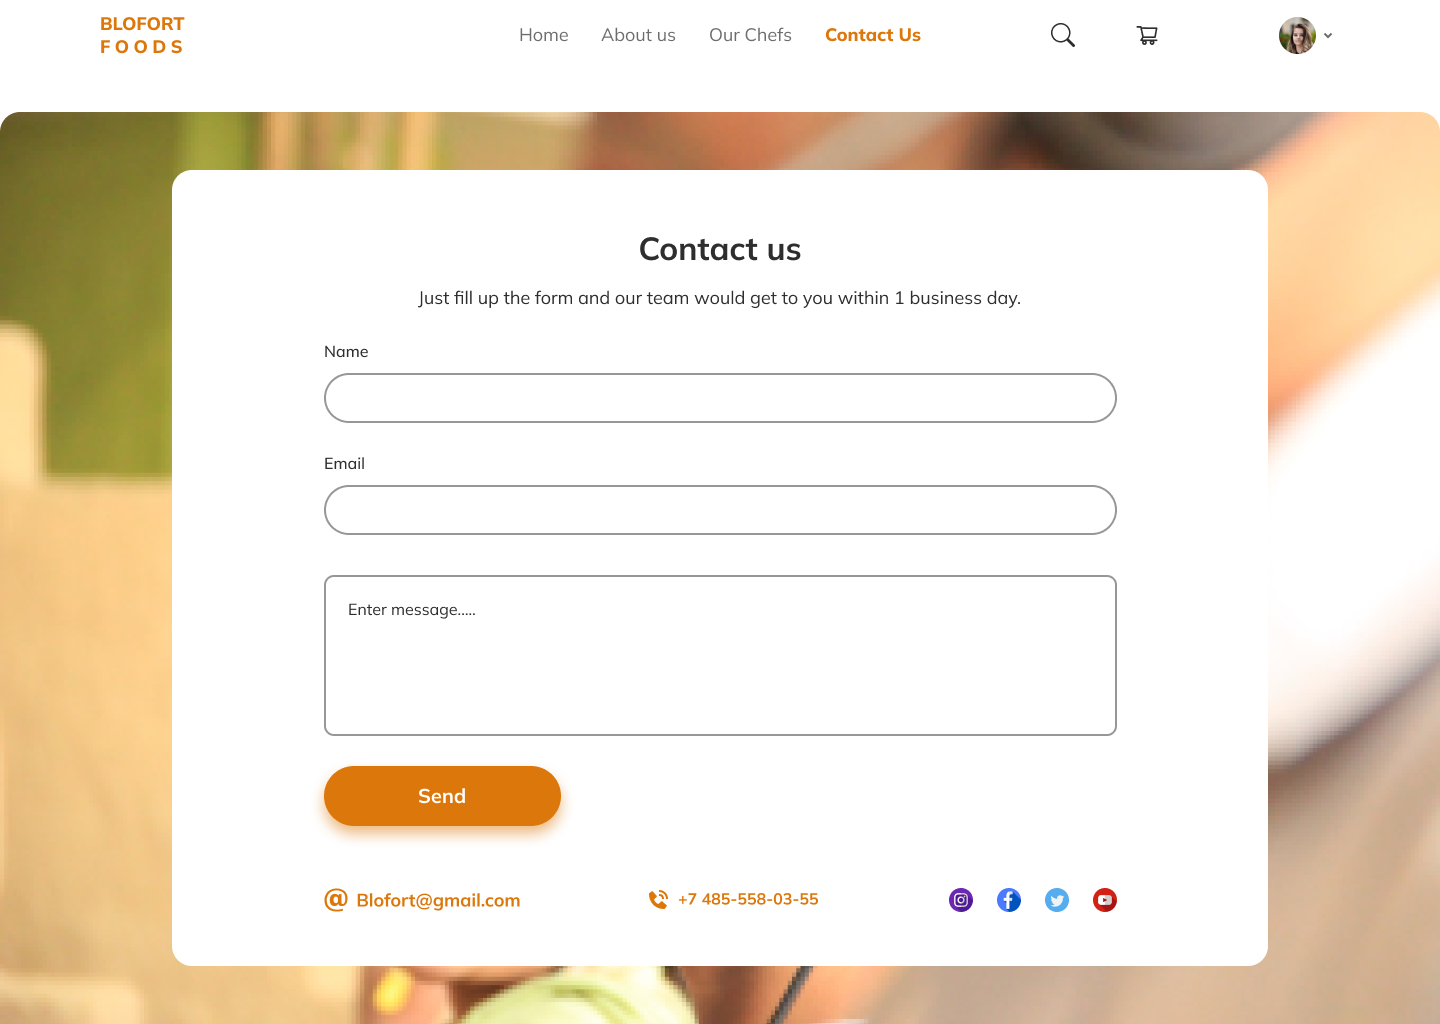 BLOFORT
FOODS
Home About us Our Chefs Contact Us
Contact us
Just fill up the form and our team would get to you within 1 business day.
Name
Email
Enter message.....
Send
Blofort@gmail.com +7 485-558-03-55